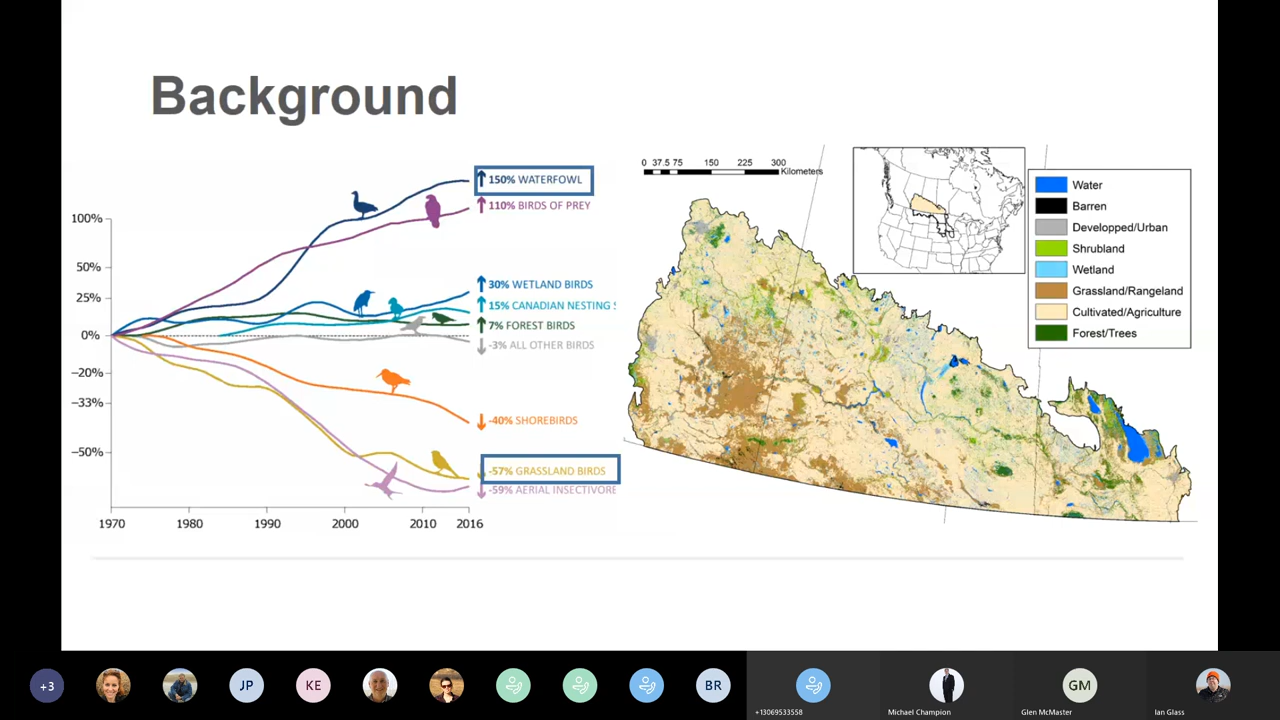 Background
150% WATERFOWL
110% BIRDS OF PREY
100%
50%
30% WETLAND BIRDS
25%
15% CANADIAN NESTING S
7% FOREST BIRDS
0%
-3% ALL OTHER BIRDS
-20%
-33%
-40% SHOREBIRDS
-50%
-57% GRASSLAND BIRDS
-59% AERIAL INSECTIVORE
1970 1980 1990 2000 2010 2016
0 37.5 75 150 225 300
Kilometers
Water
Barren
Developped/Urban
Shrubland
Wetland
Grassland/Rangeland
Cultivated/Agriculture
Forest/Trees
+3
JP
KE
BR
GM
+13069533558
Michael Champion
Glen McMaster
Ian Glass